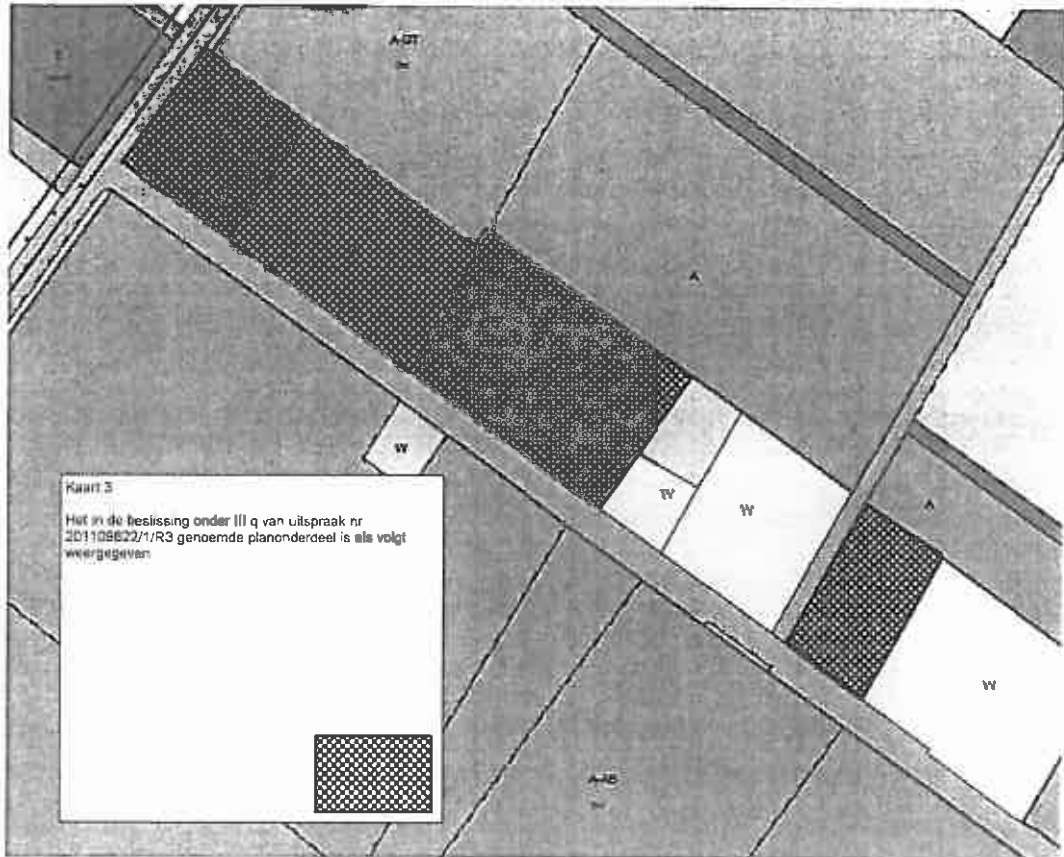 A-GT
A
W
Kaart 3
Het in de beslissing onder III q van uitspraak nr
201108622/1/R3 genoemde planonderdeel is als volgt
weergegeven
W
W
A
W
A-AB